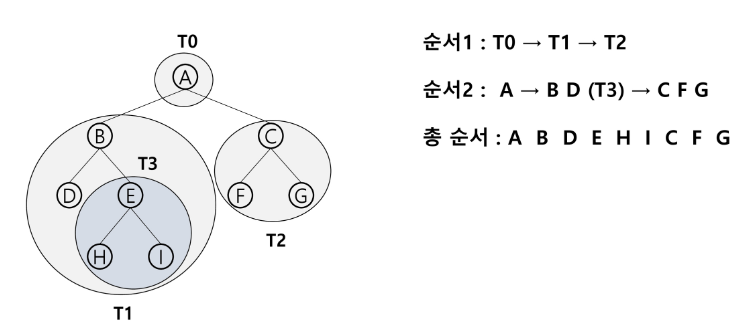 T0
A
B
C
T3
D
E
F
G
H
I
T2
T1
순서1 : T0 → T1 → T2
순서2 : A → B D (T3) → C F G
총 순서 : A B D E H I C F G